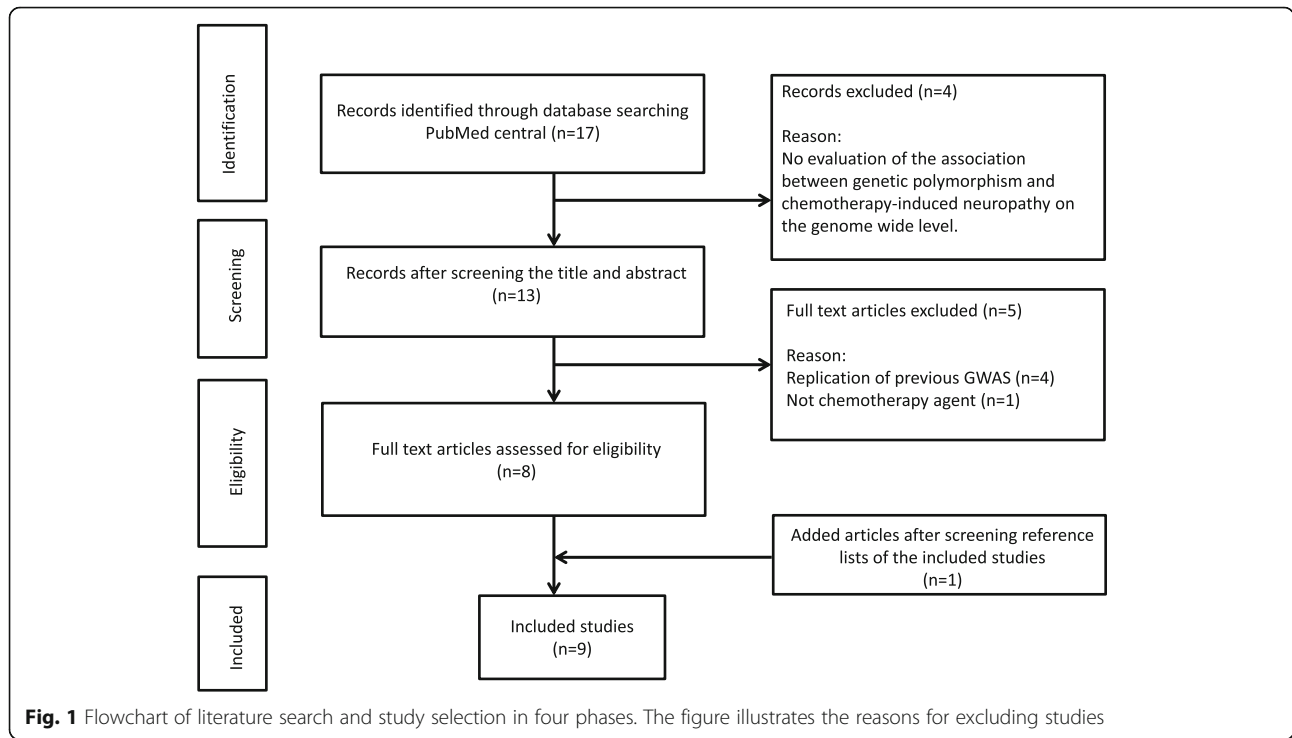 Identification
Records identified through database searching
PubMed central (n=17)
Records excluded (n=4)
Reason:
No evaluation of the association
between genetic polymorphism and
chemotherapy-induced neuropathy on
the genome wide level.
Screening
Records after screening the title and abstract
(n=13)
Full text articles excluded (n=5)
Reason:
Replication of previous GWAS (n=4)
Not chemotherapy agent (n=1)
Eligibility
Full text articles assessed for eligibility
(n=8)
Added articles after screening reference
lists of the included studies
(n=1)
Included
Included studies
(n=9)
Fig. 1 Flowchart of literature search and study selection in four phases. The figure illustrates the reasons for excluding studies